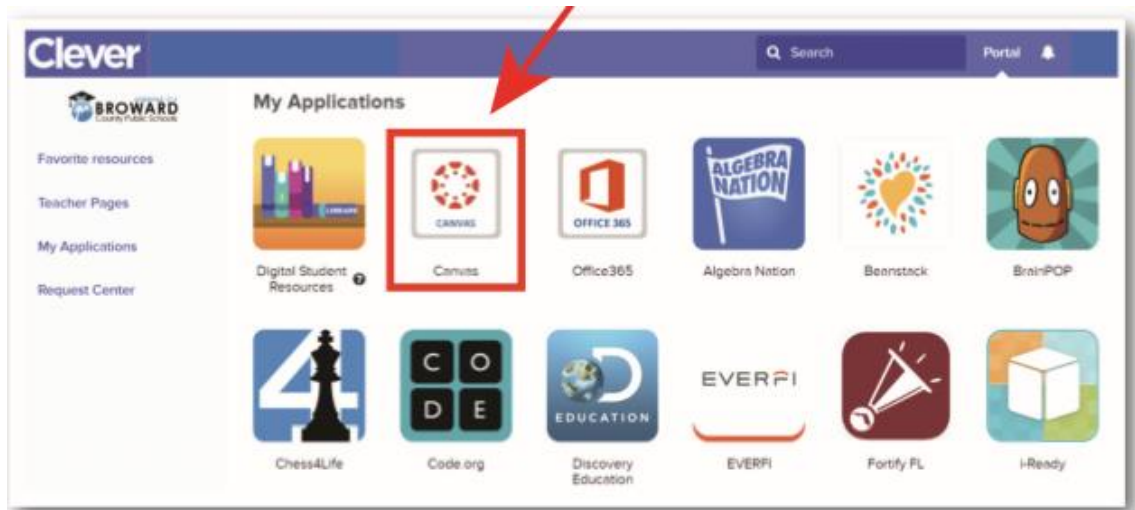 Clever
Search
Portal
BROWARD
County Public Schools
My Applications
Favorite resources
Teacher Pages
My Applications
Request Center
CANVAS
OFFICE 365
ALGEBRA
NATION
Digital Student
Resources
Canvas
Office365
Algebra Nation
Beanstack
BrainPOP
4
C O
D E
D
EDUCATION
EVERFI
Chess4Life
Code.org
Discovery
Education
EVERFI
Fortify FL
i-Ready